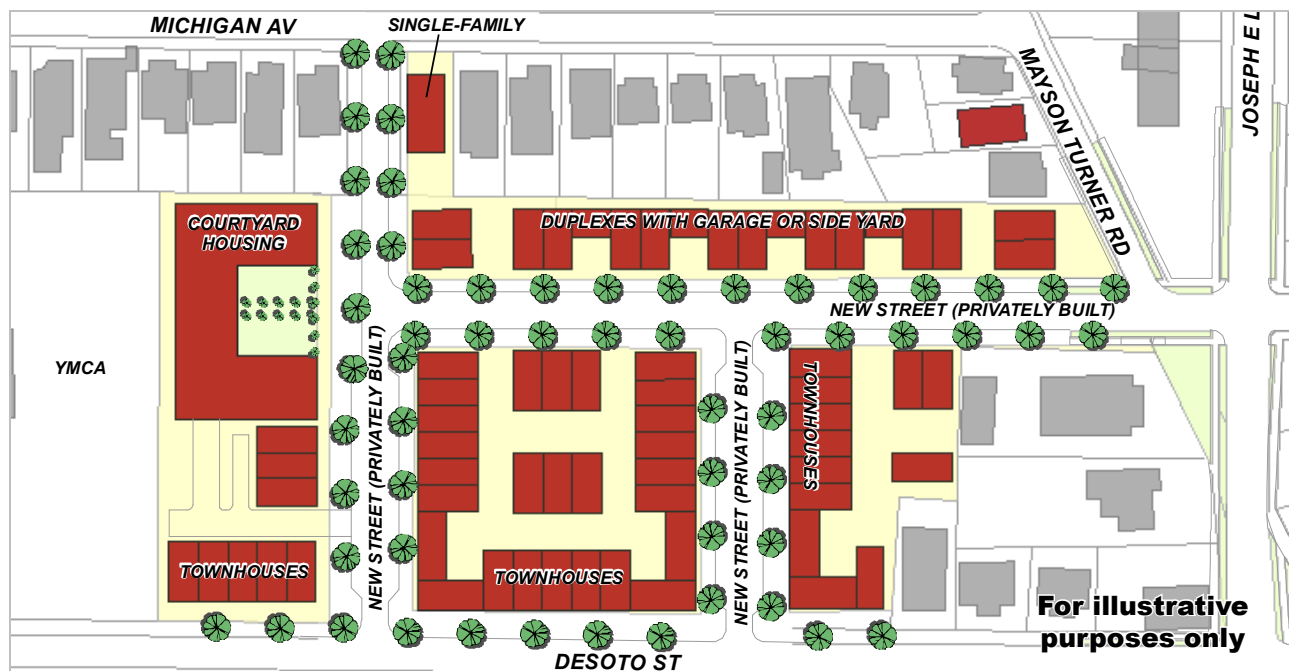 MICHIGAN AV
SINGLE-FAMILY
MAYSON TURNER RD
JOSEPH E L
COURTYARD
HOUSING
DUPLEXES WITH GARAGE OR SIDE YARD
NEW STREET (PRIVATELY BUILT)
YMCA
NEW STREET (PRIVATELY BUILT)
NEW STREET (PRIVATELY BUILT)
TOWNHOUSES
TOWNHOUSES
TOWNHOUSES
For illustrative
purposes only
DESOTO ST